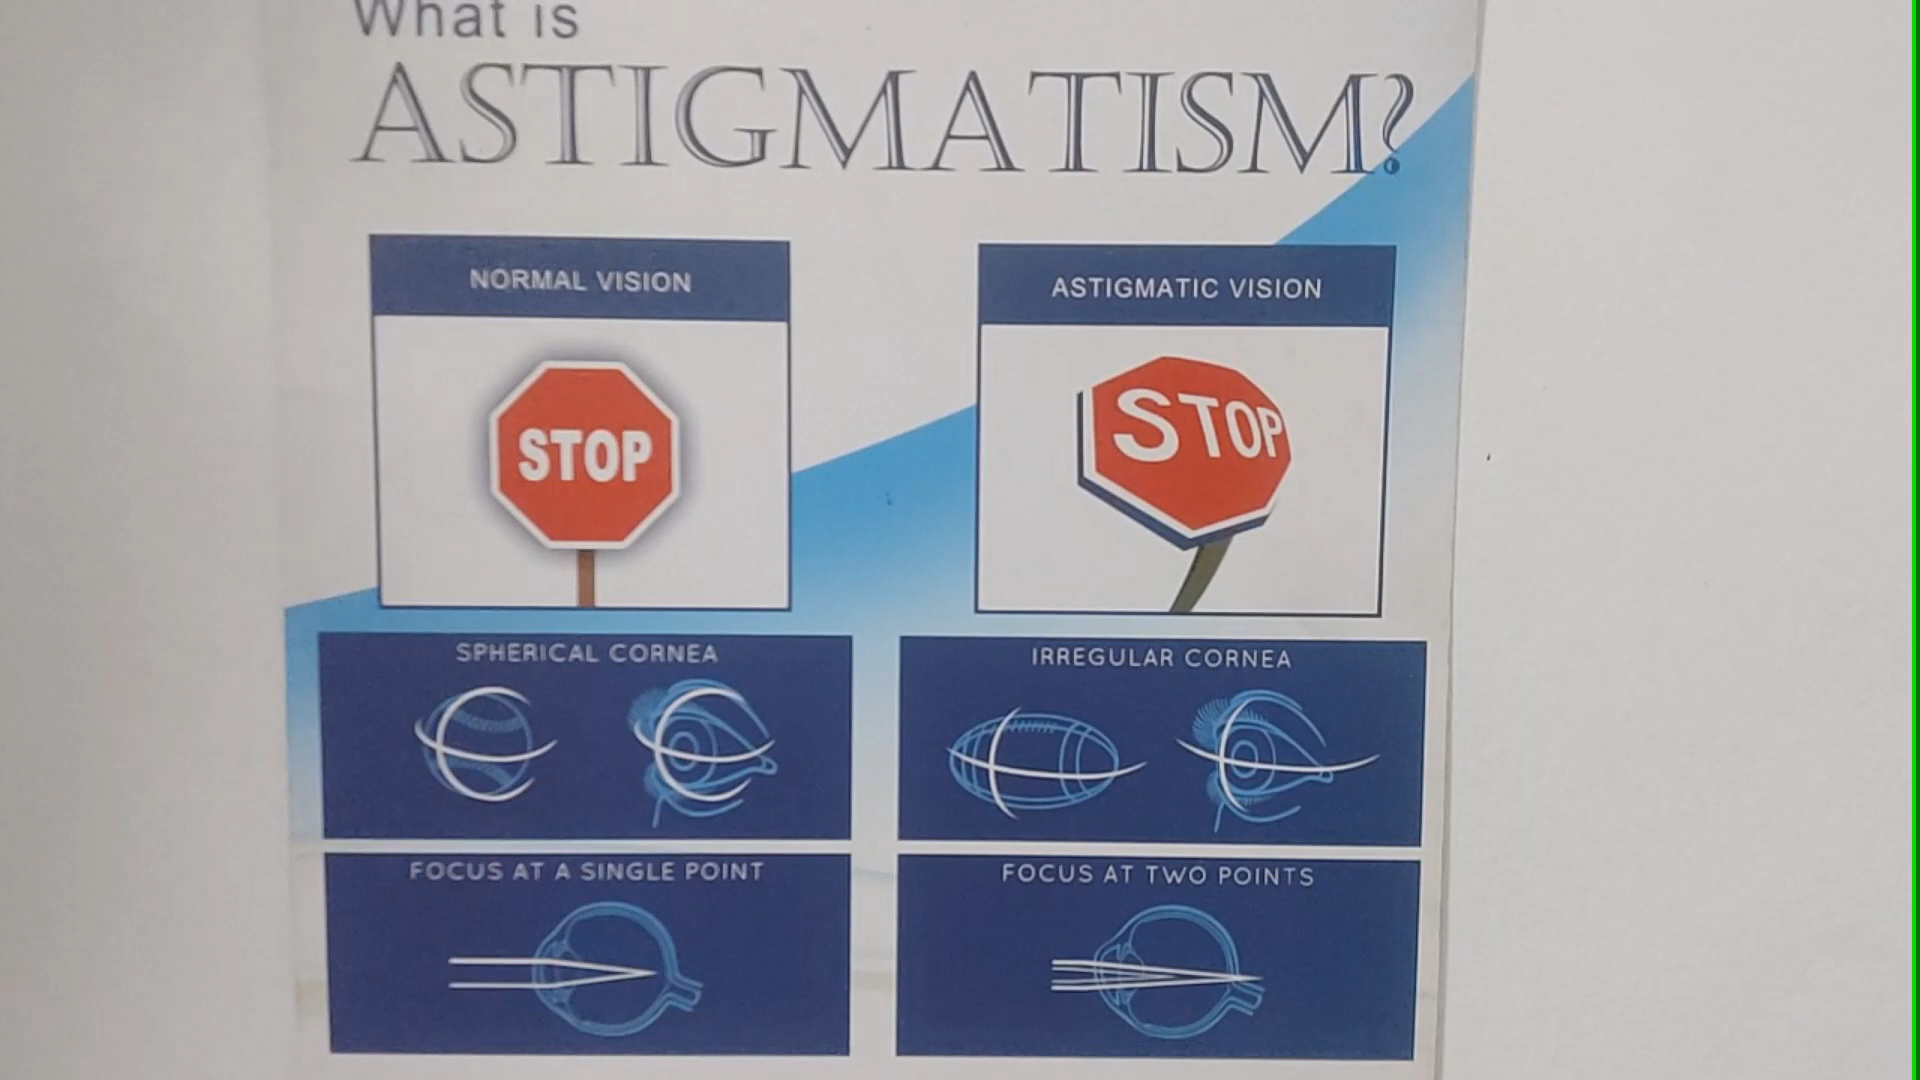 What is
ASTIGMATISM?
NORMAL VISION
STOP
ASTIGMATIC VISION
STOP
SPHERICAL CORNEA
IRREGULAR CORNEA
FOCUS AT A SINGLE POINT
FOCUS AT TWO POINTS